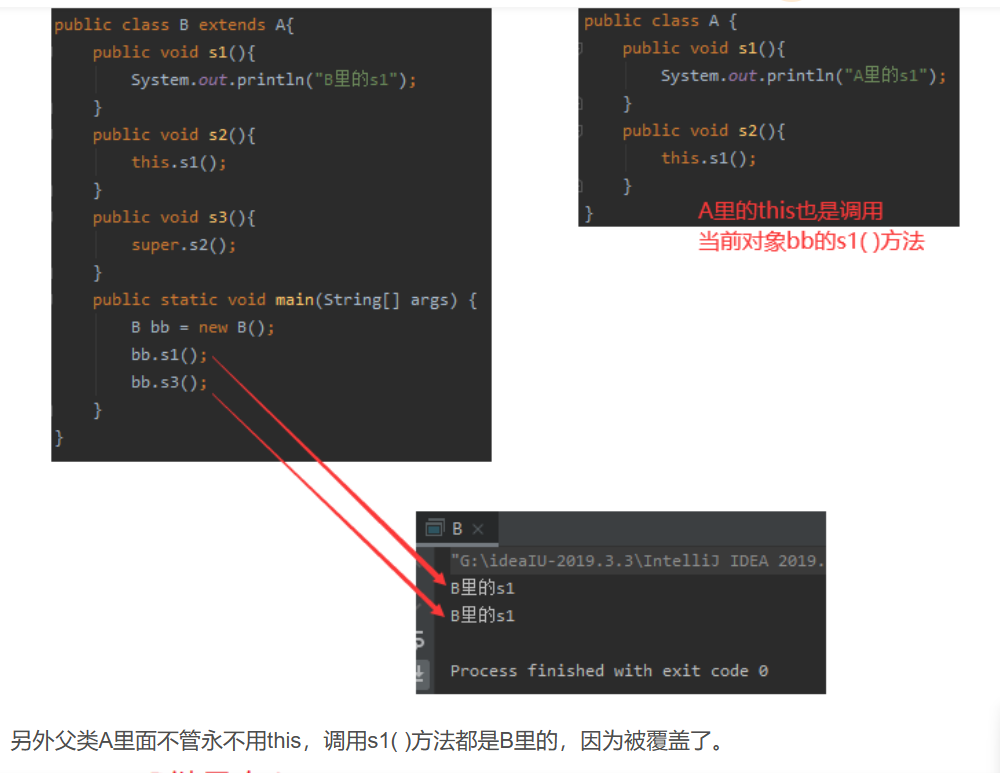 public class B extends A{
public void s1(){
System.out.println("B里的s1");
}
public void s2(){
this.s1();
}
public void s3(){
super.s2();
}
public static void main(String[] args) {
B bb = new B();
bb.s1();
bb.s3();
}
}
public class A {
public void s1(){
System.out.println("A里的s1");
}
public void s2(){
this.s1();
}
}
A里的this也是调用
当前对象bb的s1( )方法
B ×
"G:\ideaIU-2019.3.3\IntelliJ IDEA 2019.
B里的s1
B里的s1
Process finished with exit code 0
另外父类A里面不管永不用this，调用s1( )方法都是B里的，因为被覆盖了。